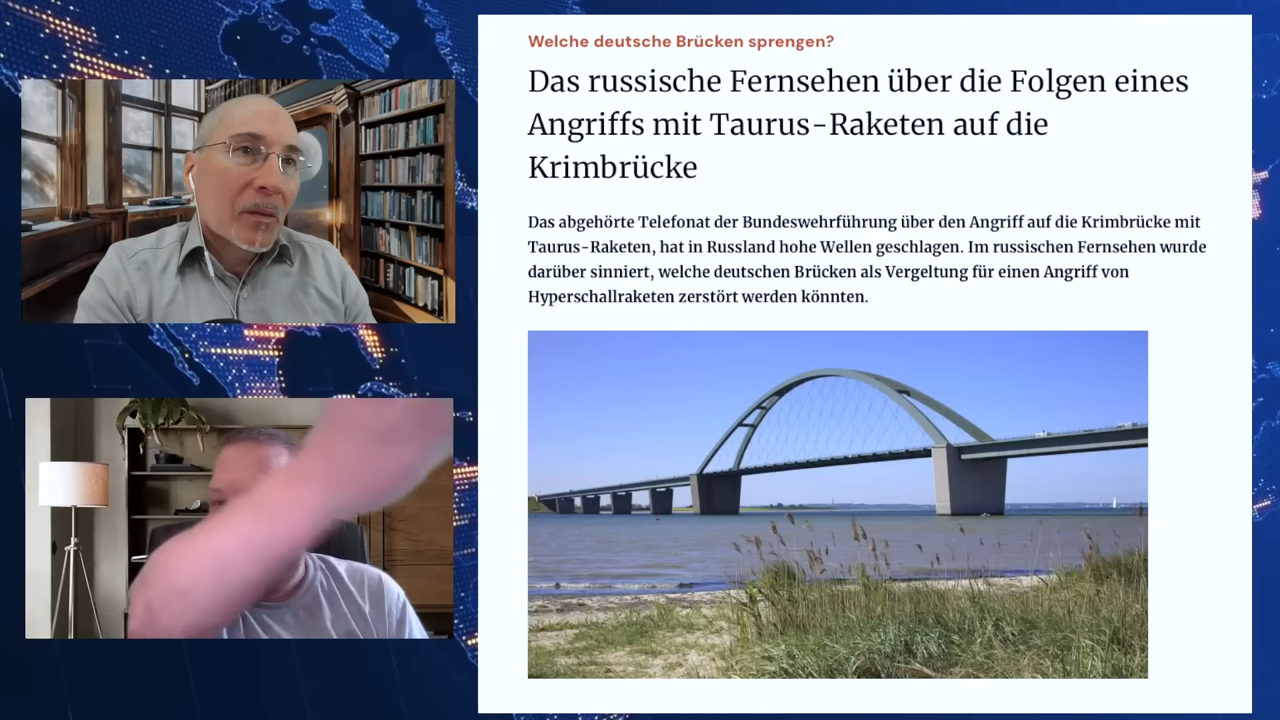 Welche deutsche Brücken sprengen?
Das russische Fernsehen über die Folgen eines
Angriffs mit Taurus-Raketen auf die
Krimbrücke
Das abgehörte Telefonat der Bundeswehrführung über den Angriff auf die Krimbrücke mit
Taurus-Raketen, hat in Russland hohe Wellen geschlagen. Im russischen Fernsehen wurde
darüber sinniert, welche deutschen Brücken als Vergeltung für einen Angriff von
Hyperschallraketen zerstört werden könnten.